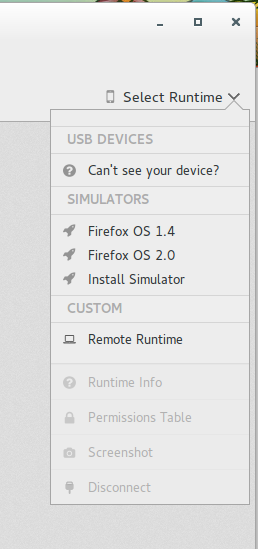 Select Runtime
USB DEVICES
Can't see your device?
SIMULATORS
Firefox OS 1.4
Firefox OS 2.0
Install Simulator
CUSTOM
Remote Runtime
Runtime Info
Permissions Table
Screenshot
Disconnect